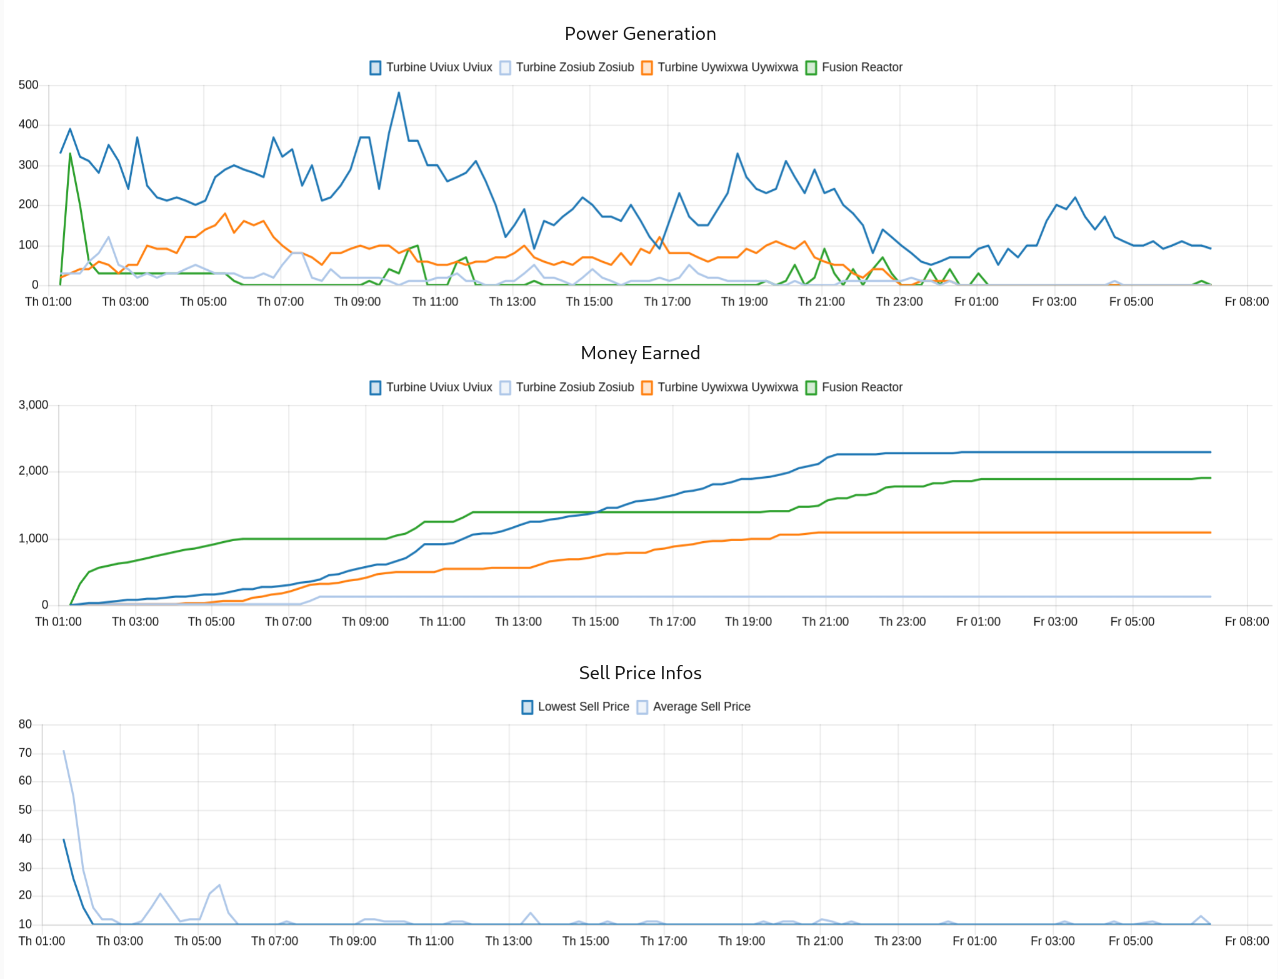 Power Generation
Turbine Uviux Uviux Turbine Zosiub Zosiub Turbine Uywixwa Uywixwa Fusion Reactor
500
400
300
200
100
0
Th 01:00 Th 03:00 Th 05:00 Th 07:00 Th 09:00 Th 11:00 Th 13:00 Th 15:00 Th 17:00 Th 19:00 Th 21:00 Th 23:00 Fr 01:00 Fr 03:00 Fr 05:00 Fr 08:00
Money Earned
Turbine Uviux Uviux Turbine Zosiub Zosiub Turbine Uywixwa Uywixwa Fusion Reactor
3,000
2,000
1,000
0
Th 01:00 Th 03:00 Th 05:00 Th 07:00 Th 09:00 Th 11:00 Th 13:00 Th 15:00 Th 17:00 Th 19:00 Th 21:00 Th 23:00 Fr 01:00 Fr 03:00 Fr 05:00 Fr 08:00
Sell Price Infos
Lowest Sell Price Average Sell Price
80
70
60
50
40
30
20
10
Th 01:00 Th 03:00 Th 05:00 Th 07:00 Th 09:00 Th 11:00 Th 13:00 Th 15:00 Th 17:00 Th 19:00 Th 21:00 Th 23:00 Fr 01:00 Fr 03:00 Fr 05:00 Fr 08:00